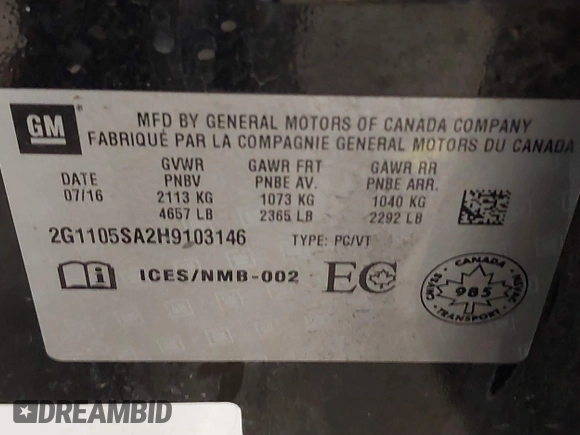 GM ®
MFD BY GENERAL MOTORS OF CANADA COMPANY
FABRIQUÉ PAR LA COMPAGNIE GENERAL MOTORS DU CANADA
DATE
07/16
GVWR
PNBV
2113 KG
4657 LB
GAWR FRT
PNBE AV.
1073 KG
2365 LB
GAWR RR
PNBE ARR.
1040 KG
2292 LB
2G1105SA2H9103146 TYPE: PC/VT
ICES/NMB-002 EC
CANADA
985
TRANSPORT
DREAMBID